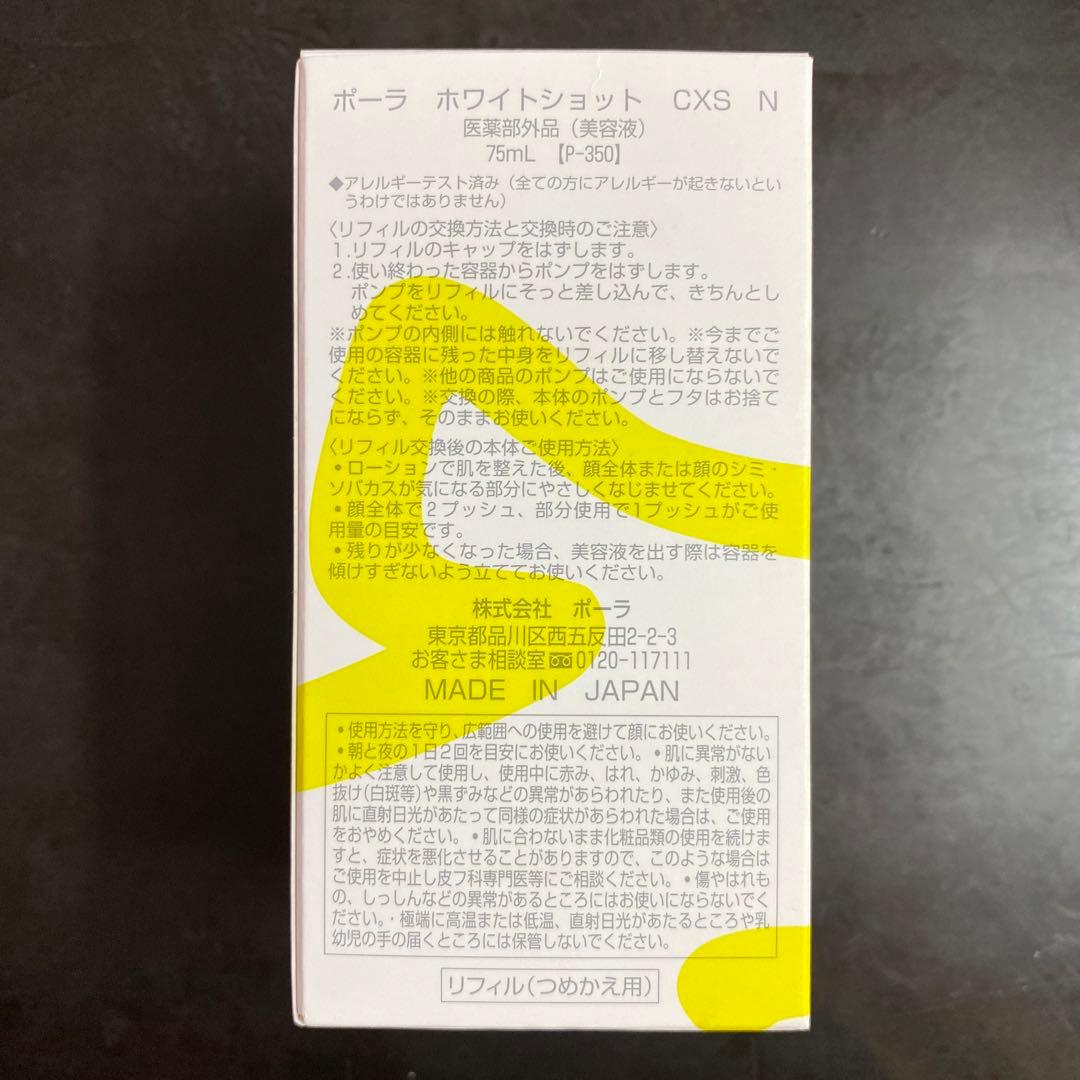 ポーラ ホワイトショット CXS N
医薬部外品（美容液）
75mL 【P-350】
◆アレルギーテスト済み（全ての方にアレルギーが起きないとい
うわけではありません）
〈リフィルの交換方法と交換時のご注意〉
1.リフィルのキャップをはずします。
2.使い終わった容器からポンプをはずします。
ポンプをリフィルにそっと差し込んで、きちんとし
めてください。
※ポンプの内側には触れないでください。※今までご
使用の容器に残った中身をリフィルに移し替えないで
ください。※他の商品のポンプはご使用にならないで
ください。※交換の際、本体のポンプとフタはお捨て
にならず、そのままお使いください。
〈リフィル交換後の本体ご使用方法〉
•ローションで肌を整えた後、顔全体または顔のシミ・
ソバカスが気になる部分にやさしくなじませてください。
•顔全体で2プッシュ、部分使用で1プッシュがご使
用量の目安です。
•残りが少なくなった場合、美容液を出す際は容器を
傾けすぎないよう立ててお使いください。
株式会社 ポーラ
東京都品川区西五反田2-2-3
お客さま相談室 0120-117111
MADE IN JAPAN
•使用方法を守り、広範囲への使用を避けて顔にお使いください。
•朝と夜の1日2回を目安にお使いください。•肌に異常がない
かよく注意して使用し、使用中に赤み、はれ、かゆみ、刺激、色
抜け(白斑等)や黒ずみなどの異常があらわれたり、また使用後の
肌に直射日光があたって同様の症状があらわれた場合は、ご使用
をおやめください。•肌に合わないまま化粧品類の使用を続けま
すと、症状を悪化させることがありますので、このような場合は
ご使用を中止し皮フ科専門医等にご相談ください。•傷やはれも
の、しっしんなどの異常があるところにはお使いにならないでく
ださい。・極端に高温または低温、直射日光があたるところや乳
幼児の手の届くところには保管しないでください。
リフィル(つめかえ用)